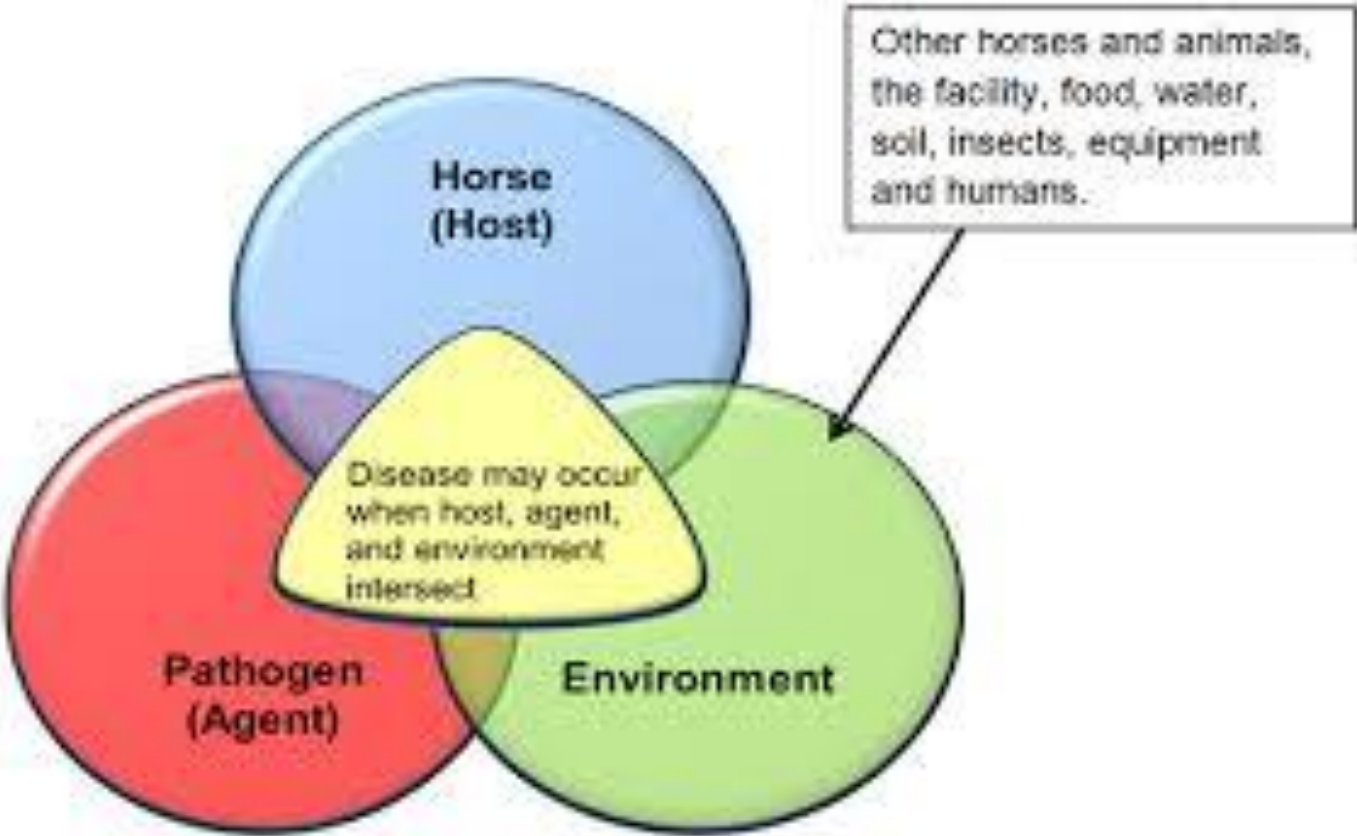 Other horses and animals,
the facility, food, water,
soil, insects, equipment
and humans.
Horse
(Host)
Disease may occur
when host, agent,
and environment
intersect
Pathogen
(Agent)
Environment